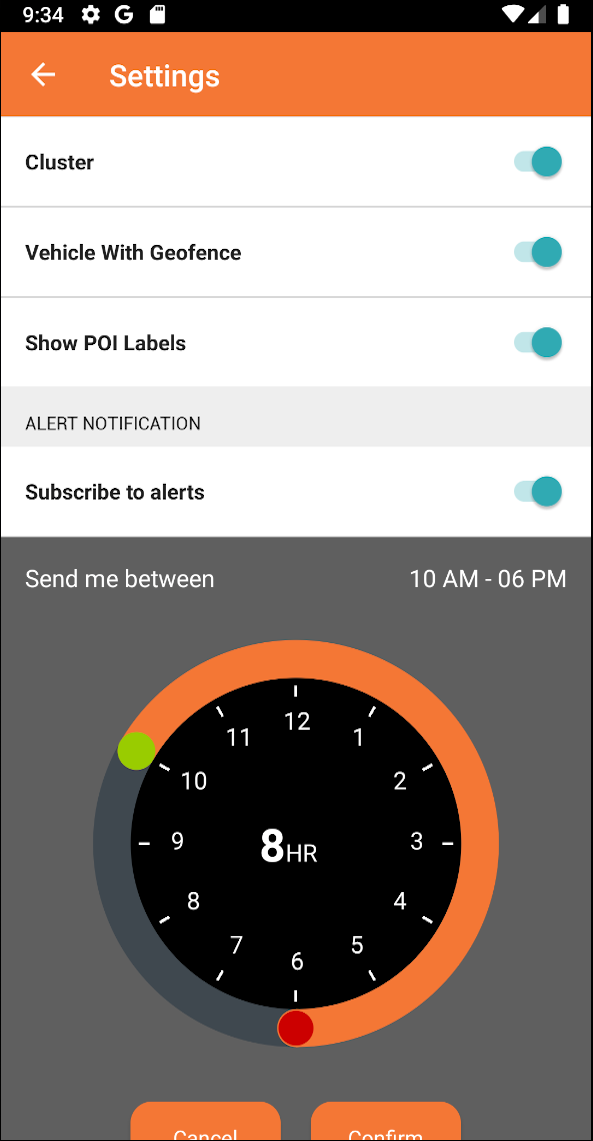 9:34
Settings
Cluster
Vehicle With Geofence
Show POI Labels
ALERT NOTIFICATION
Subscribe to alerts
Send me between 10 AM - 06 PM
12
11 1
10 2
9 8HR 3
8 4
7 5
6
Cancel Confirm